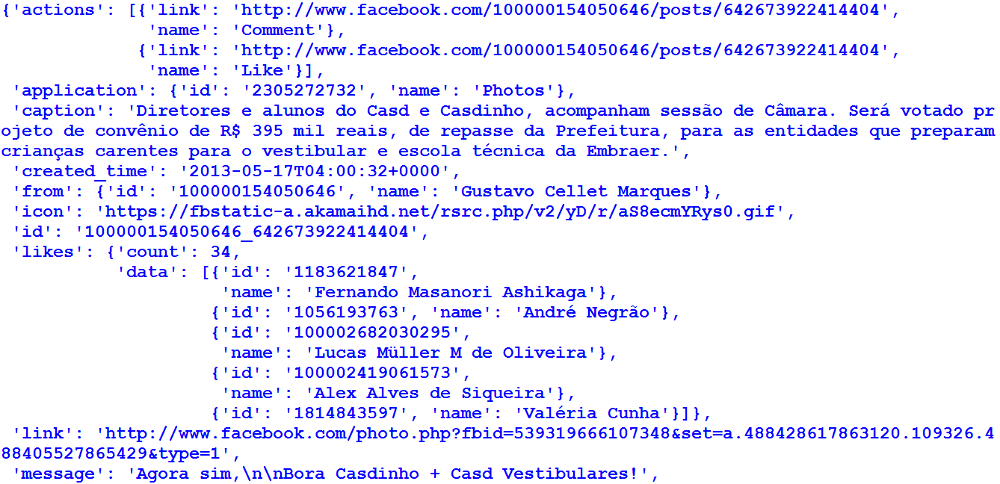 {'actions': [{'link': 'http://www.facebook.com/100000154050646/posts/642673922414404',
              'name': 'Comment'},
             {'link': 'http://www.facebook.com/100000154050646/posts/642673922414404',
              'name': 'Like'}],
 'application': {'id': '2305272732', 'name': 'Photos'},
 'caption': 'Diretores e alunos do Casd e Casdinho, acompanham sessão de Câmara. Será votado pr
ojeto de convênio de R$ 395 mil reais, de repasse da Prefeitura, para as entidades que preparam
crianças carentes para o vestibular e escola técnica da Embraer.',
 'created_time': '2013-05-17T04:00:32+0000',
 'from': {'id': '100000154050646', 'name': 'Gustavo Cellet Marques'},
 'icon': 'https://fbstatic-a.akamaihd.net/rsrc.php/v2/yD/r/aS8ecmYRys0.gif',
 'id': '100000154050646_642673922414404',
 'likes': {'count': 34,
           'data': [{'id': '1183621847',
                     'name': 'Fernando Masanori Ashikaga'},
                    {'id': '1056193763', 'name': 'André Negrão'},
                    {'id': '100002682030295',
                     'name': 'Lucas Müller M de Oliveira'},
                    {'id': '100002419061573',
                     'name': 'Alex Alves de Siqueira'},
                    {'id': '1814843597', 'name': 'Valéria Cunha'}]},
 'link': 'http://www.facebook.com/photo.php?fbid=539319666107348&set=a.488428617863120.109326.4
88405527865429&type=1',
 'message': 'Agora sim,\n\nBora Casdinho + Casd Vestibulares!',